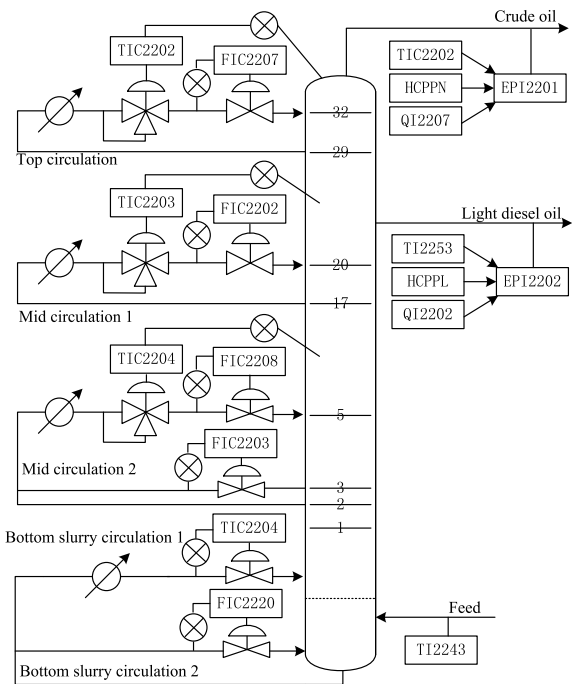 Crude oil
TIC2202
FIC2207
TIC2202
HCPPN
EPI2201
QI2207
32
29
Top circulation
TIC2203
FIC2202
Light diesel oil
TI2253
20
HCPPL
EPI2202
17
QI2202
Mid circulation 1
TIC2204
FIC2208
5
FIC2203
Mid circulation 2
3
2
Bottom slurry circulation 1
TIC2204
1
FIC2220
Feed
TI2243
Bottom slurry circulation 2